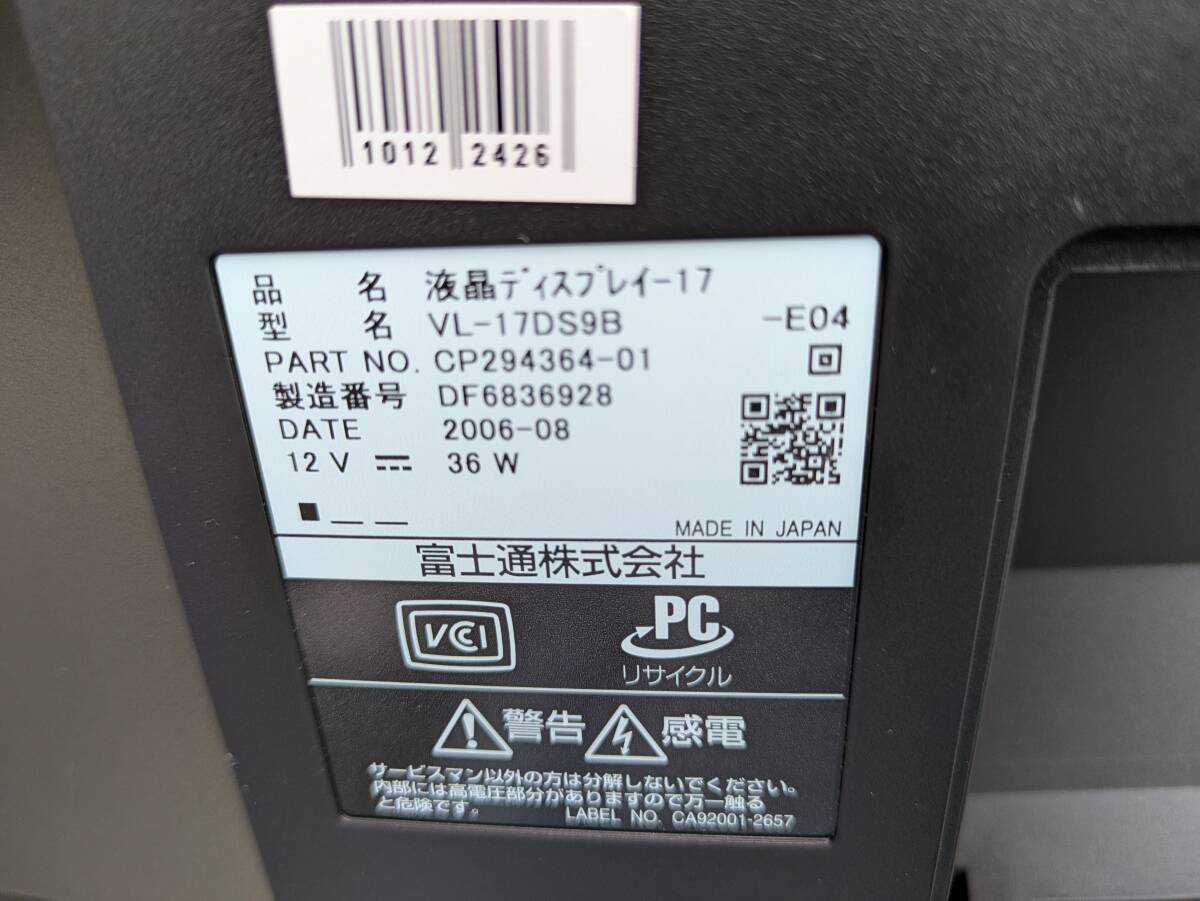 1012 2426
品 名 液晶ディスプレイ-17
型 名 VL-17DS9B -E04
PART NO. CP294364-01
製造番号 DF6836928
DATE 2006-08
12 V 36 W
MADE IN JAPAN
富士通株式会社
VCCI
PC
リサイクル
警告 感電
サービスマン以外の方は分解しないでください。
内部には高電圧部分がありますので万一触る
と危険です。
LABEL NO. CA92001-2657